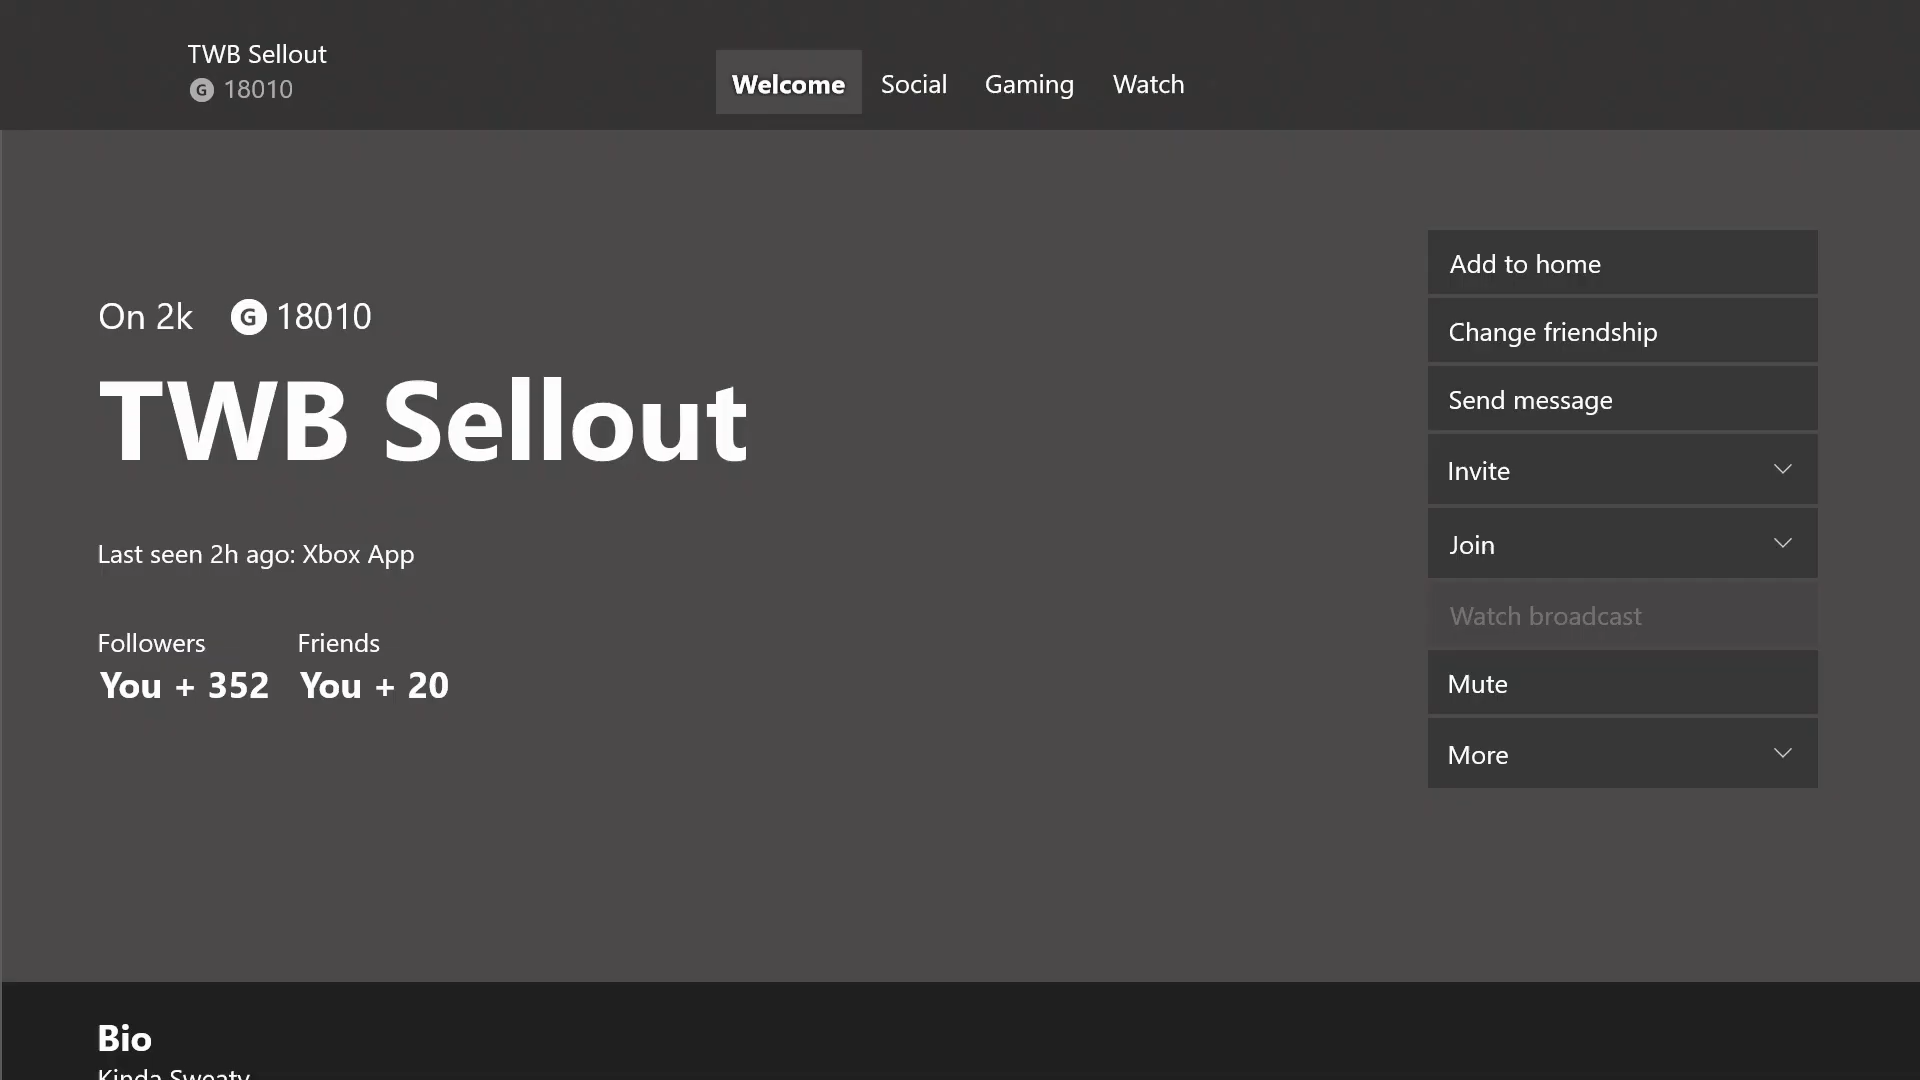 TWB Sellout
G 18010
Welcome Social Gaming Watch
On 2k G 18010
TWB Sellout
Last seen 2h ago: Xbox App
Followers Friends
You + 352 You + 20
Add to home
Change friendship
Send message
Invite
Join
Watch broadcast
Mute
More
Bio
Kinda Sweaty